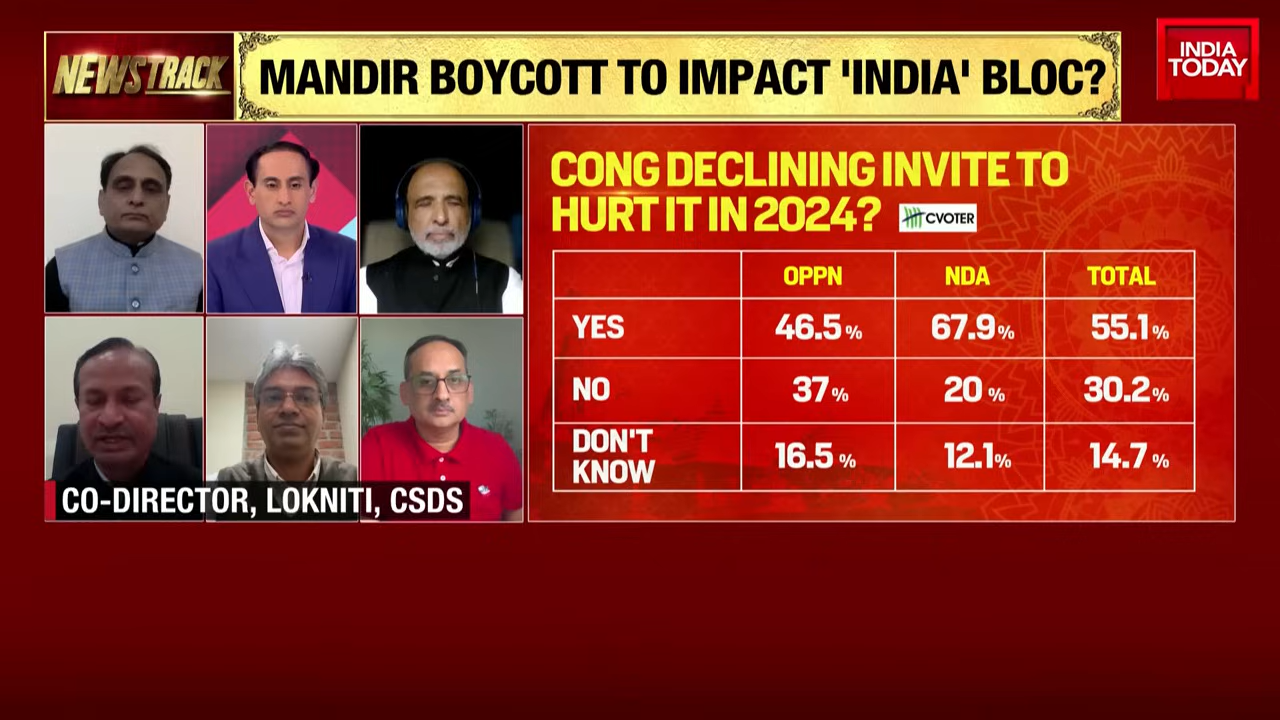 NEWSTRACK
MANDIR BOYCOTT TO IMPACT 'INDIA' BLOC?
INDIA
TODAY
CONG DECLINING INVITE TO
HURT IT IN 2024?
CVOTER
OPPN NDA TOTAL
YES 46.5% 67.9% 55.1%
NO 37% 20 % 30.2%
DON'T
KNOW 16.5 % 12.1% 14.7 %
CO-DIRECTOR, LOKNITI, CSDS